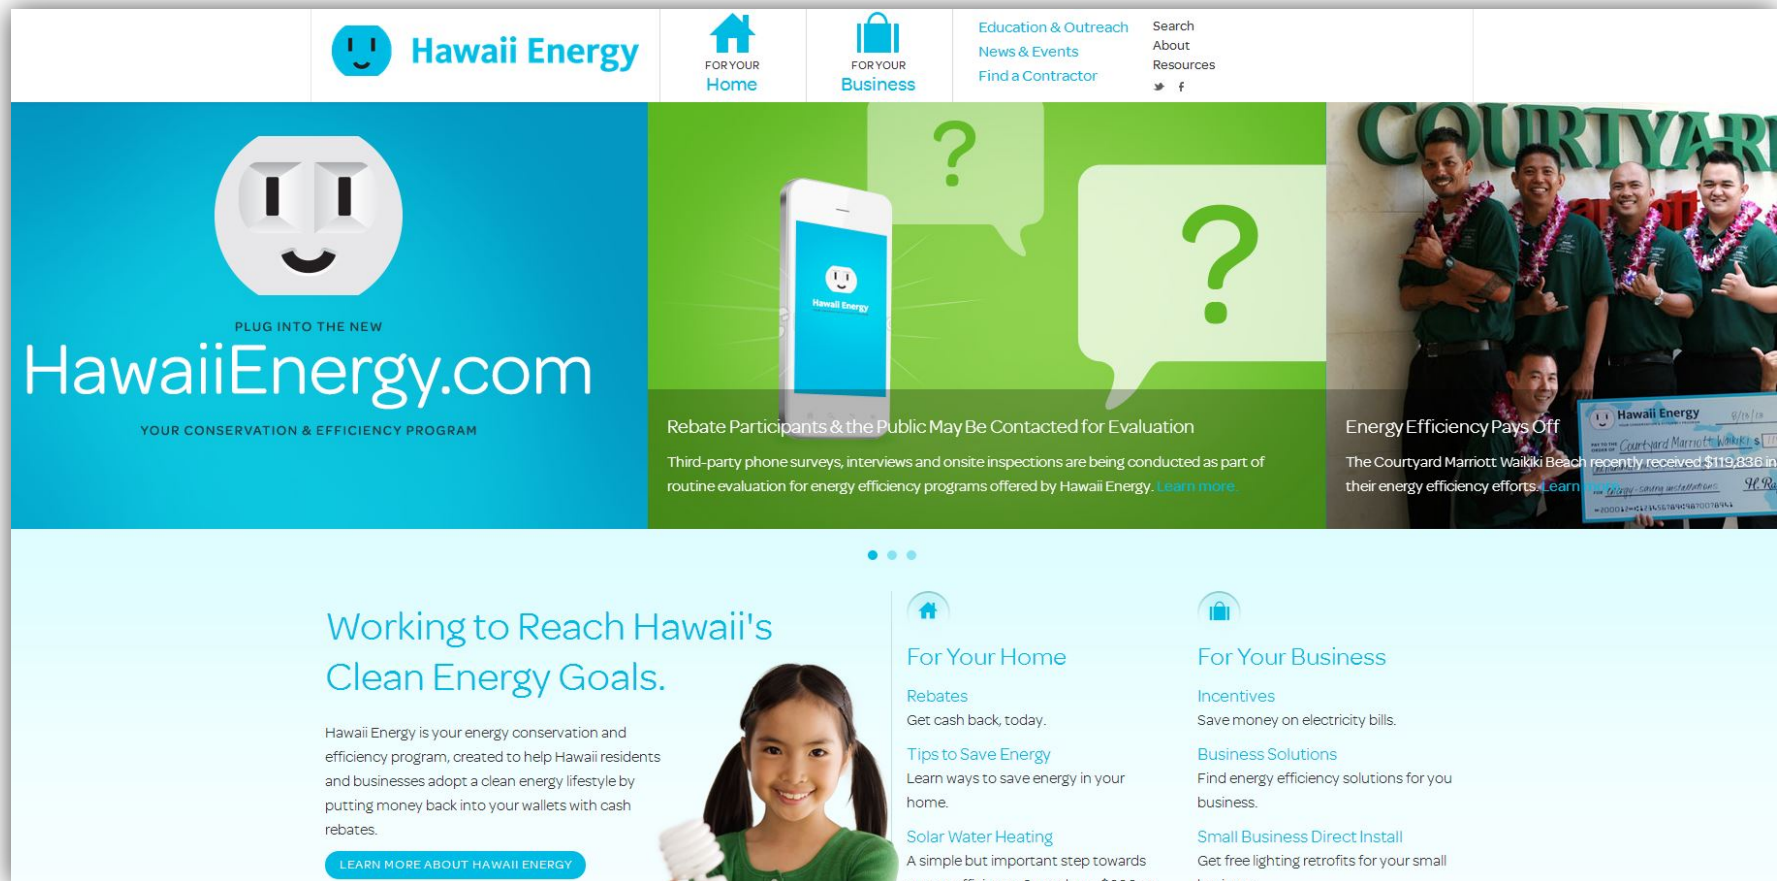 Hawaii Energy
FOR YOUR
Home
FOR YOUR
Business
Education & Outreach
News & Events
Find a Contractor
Search
About
Resources
PLUG INTO THE NEW
HawaiiEnergy.com
YOUR CONSERVATION & EFFICIENCY PROGRAM
?
?
Hawaii Energy
Rebate Participants & the Public May Be Contacted for Evaluation
Third-party phone surveys, interviews and onsite inspections are being conducted as part of
routine evaluation for energy efficiency programs offered by Hawaii Energy. Learn more.
COURTYAR
Hawaii Energy
Courtyard Marriott Waikiki
energy-saving installations
Energy Efficiency Pays Off
The Courtyard Marriott Waikiki Beach recently received $119,836 in
their energy efficiency efforts. Learn
Working to Reach Hawaii's
Clean Energy Goals.
Hawaii Energy is your energy conservation and
efficiency program, created to help Hawaii residents
and businesses adopt a clean energy lifestyle by
putting money back into your wallets with cash
rebates.
LEARN MORE ABOUT HAWAII ENERGY
For Your Home
Rebates
Get cash back, today.
Tips to Save Energy
Learn ways to save energy in your
home.
Solar Water Heating
A simple but important step towards
For Your Business
Incentives
Save money on electricity bills.
Business Solutions
Find energy efficiency solutions for you
business.
Small Business Direct Install
Get free lighting retrofits for your small